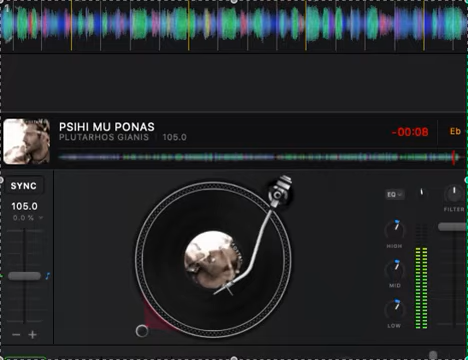 PSIHI MU PONAS
PLUTARHOS GIANIS 105.0
-00:08
Eb
SYNC
105.0
0.0 %
EQ
FILTER
HIGH
MID
LOW